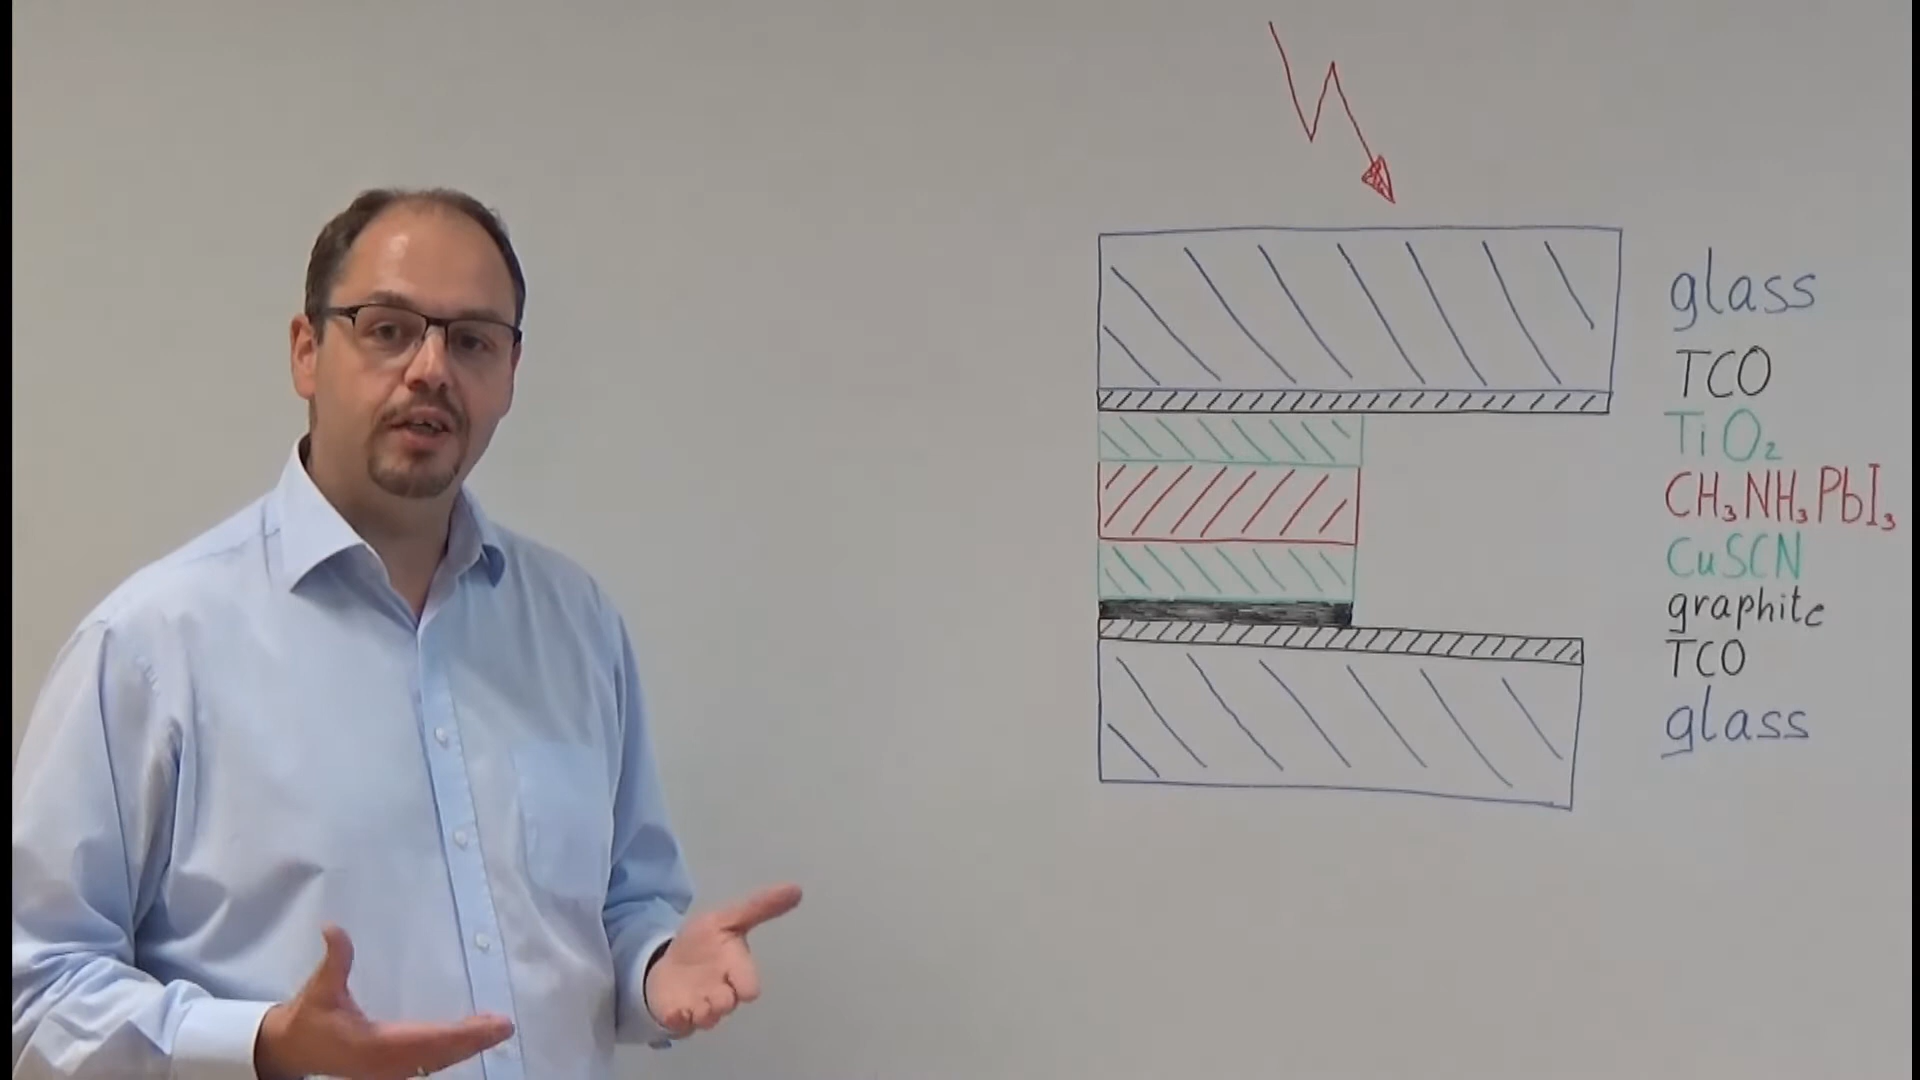 glass
TCO
TiO₂
CH₃NH₃PbI₃
CuSCN
graphite
TCO
glass